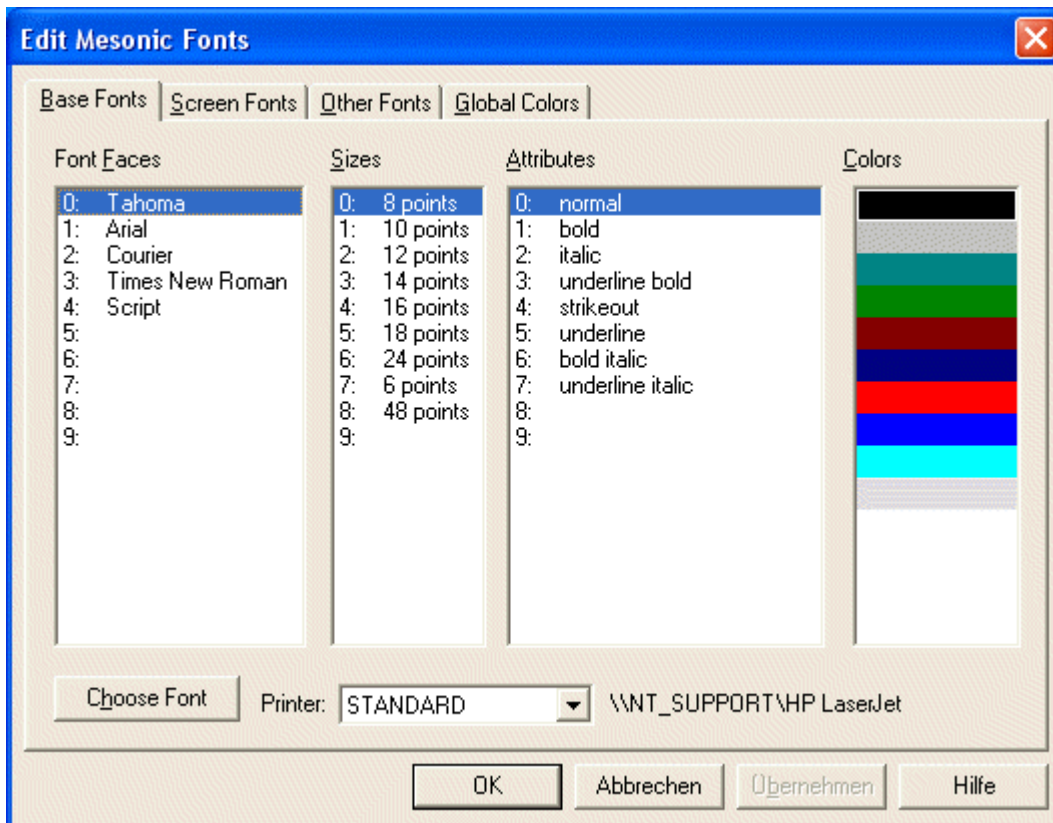 Edit Mesonic Fonts
Base Fonts Screen Fonts Other Fonts Global Colors
Font Faces Sizes Attributes Colors
0: Tahoma 0: 8 points 0: normal
1: Arial 1: 10 points 1: bold
2: Courier 2: 12 points 2: italic
3: Times New Roman 3: 14 points 3: underline bold
4: Script 4: 16 points 4: strikeout
5: 5: 18 points 5: underline
6: 6: 24 points 6: bold italic
7: 7: 6 points 7: underline italic
8: 8: 48 points 8:
9: 9: 9:
Choose Font Printer: STANDARD \\NT_SUPPORT\HP LaserJet
OK Abbrechen Übernehmen Hilfe